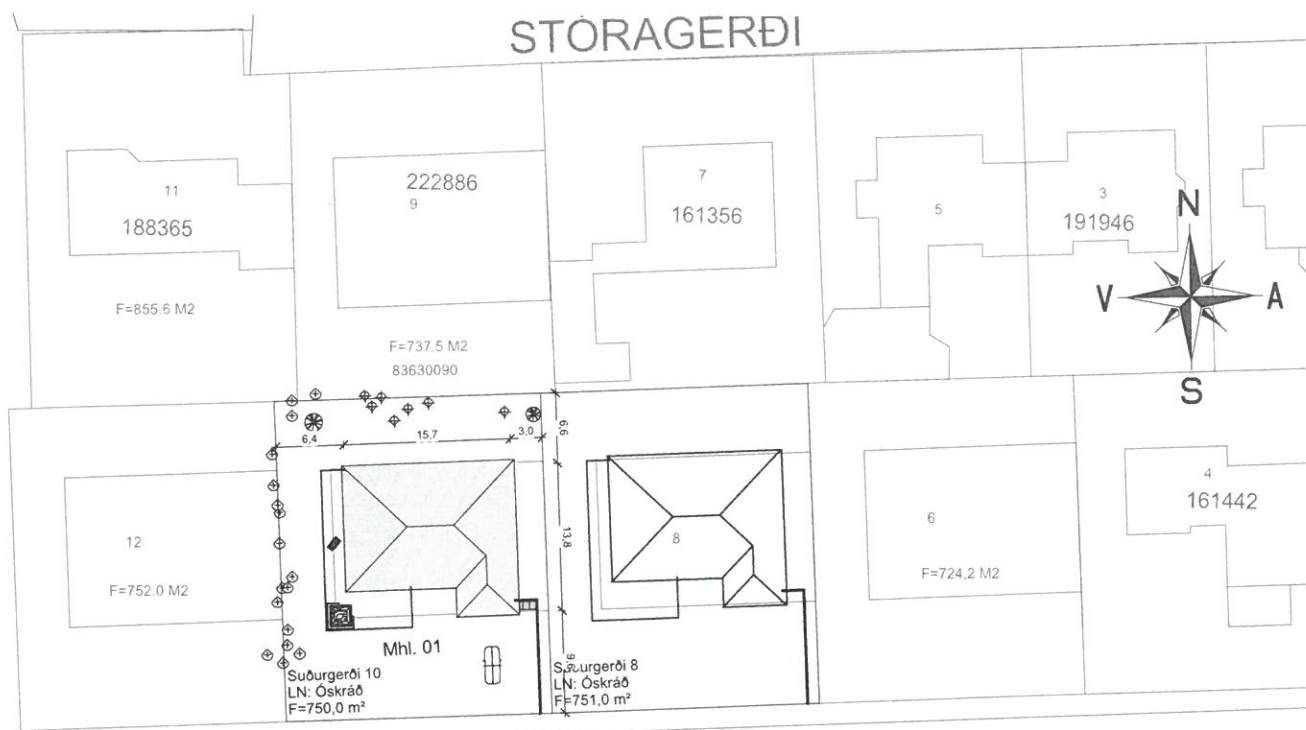 STÓRAGERÐI
11
188365
F=855.6 M2
222886
9
F=737.5 M2
83630090
7
161356
5
3
191946
N
V
A
S
6,4
15,7
3,0
6,6
13,8
12
F=752.0 M2
Mhl. 01
Suðurgerði 10
LN: Óskráð
F=750,0 m²
8
Suðurgerði 8
LN: Óskráð
F=751,0 m²
6
F=724,2 M2
4
161442